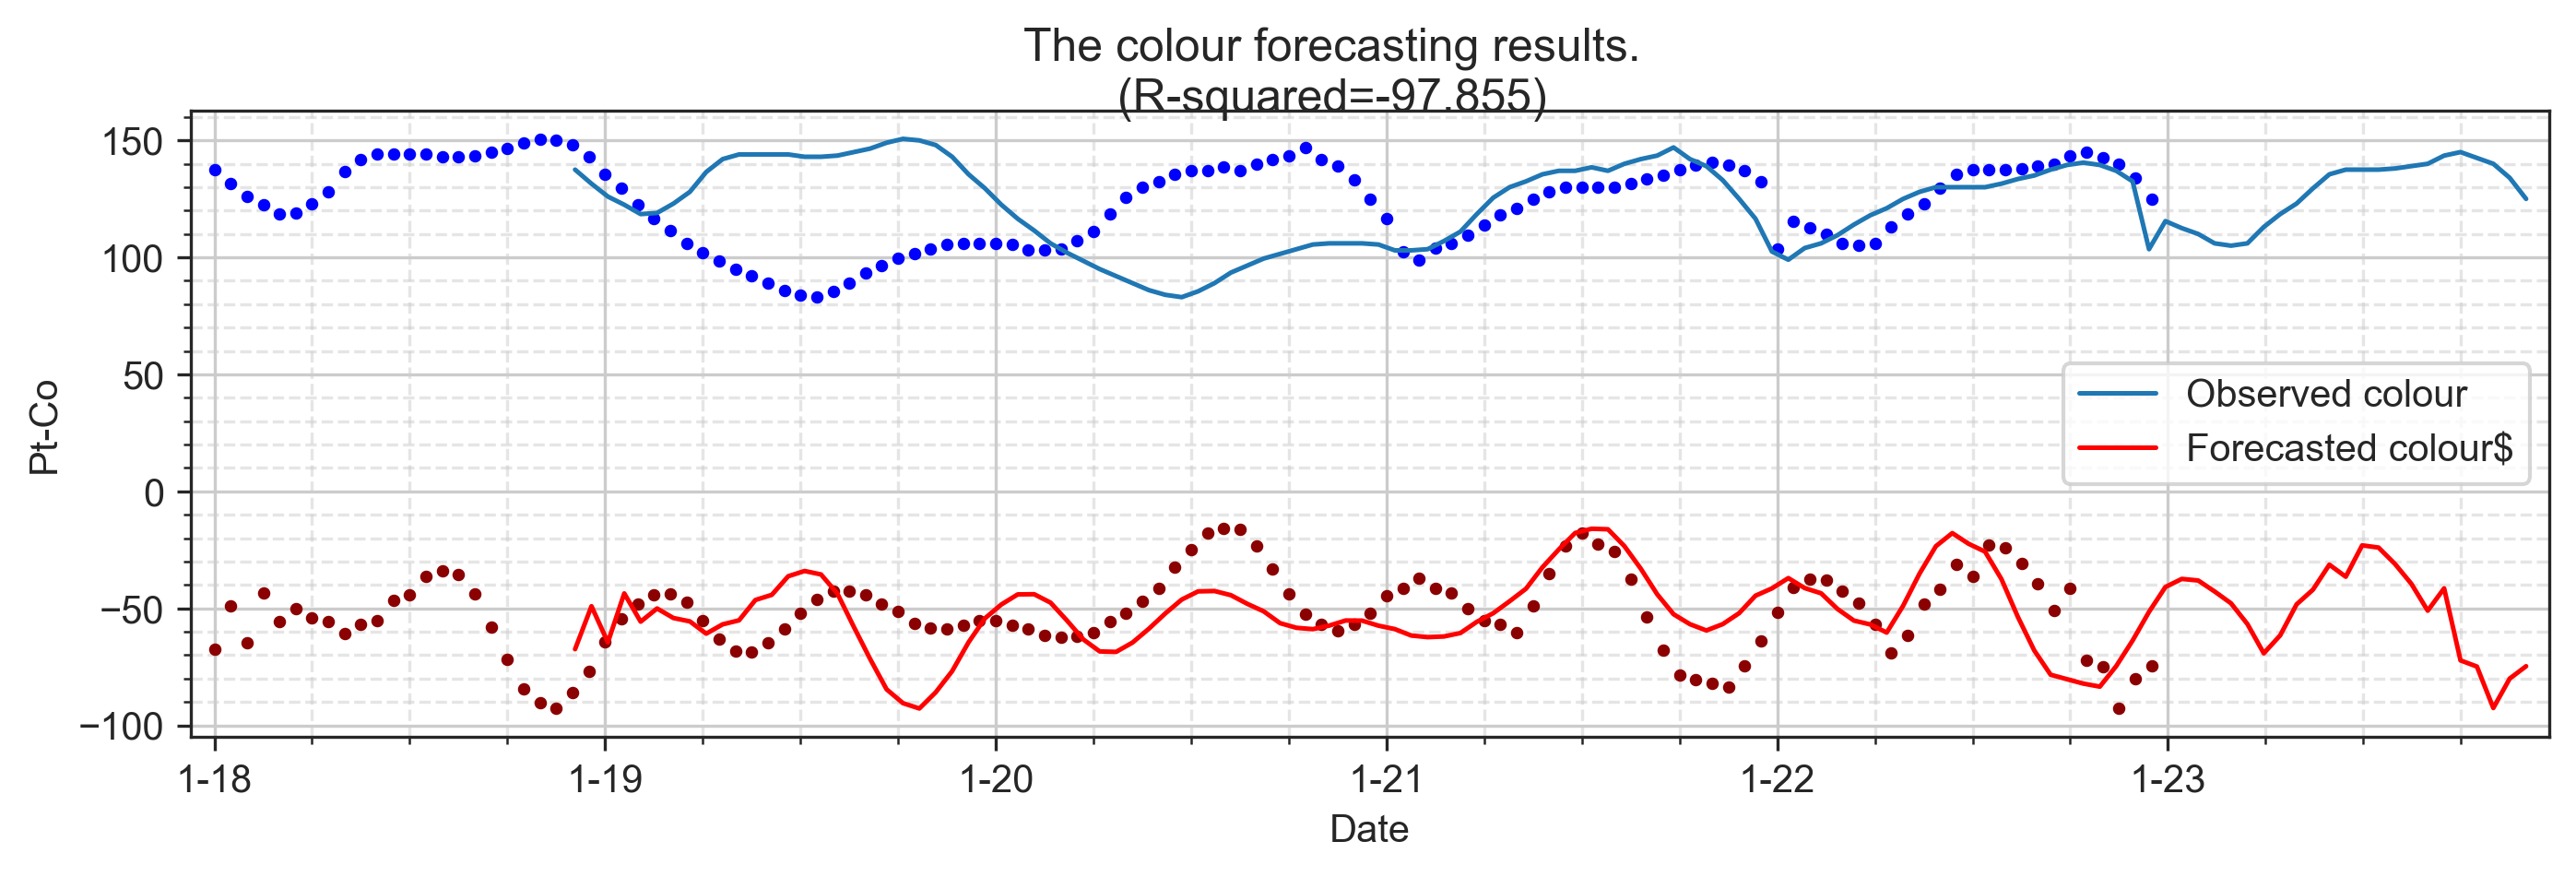 The colour forecasting results.
(R-squared=-97.855)
150
100
50
0
−50
−100
Pt-Co
Observed colour
Forecasted colour$
1-18
1-19
1-20
1-21
1-22
1-23
Date